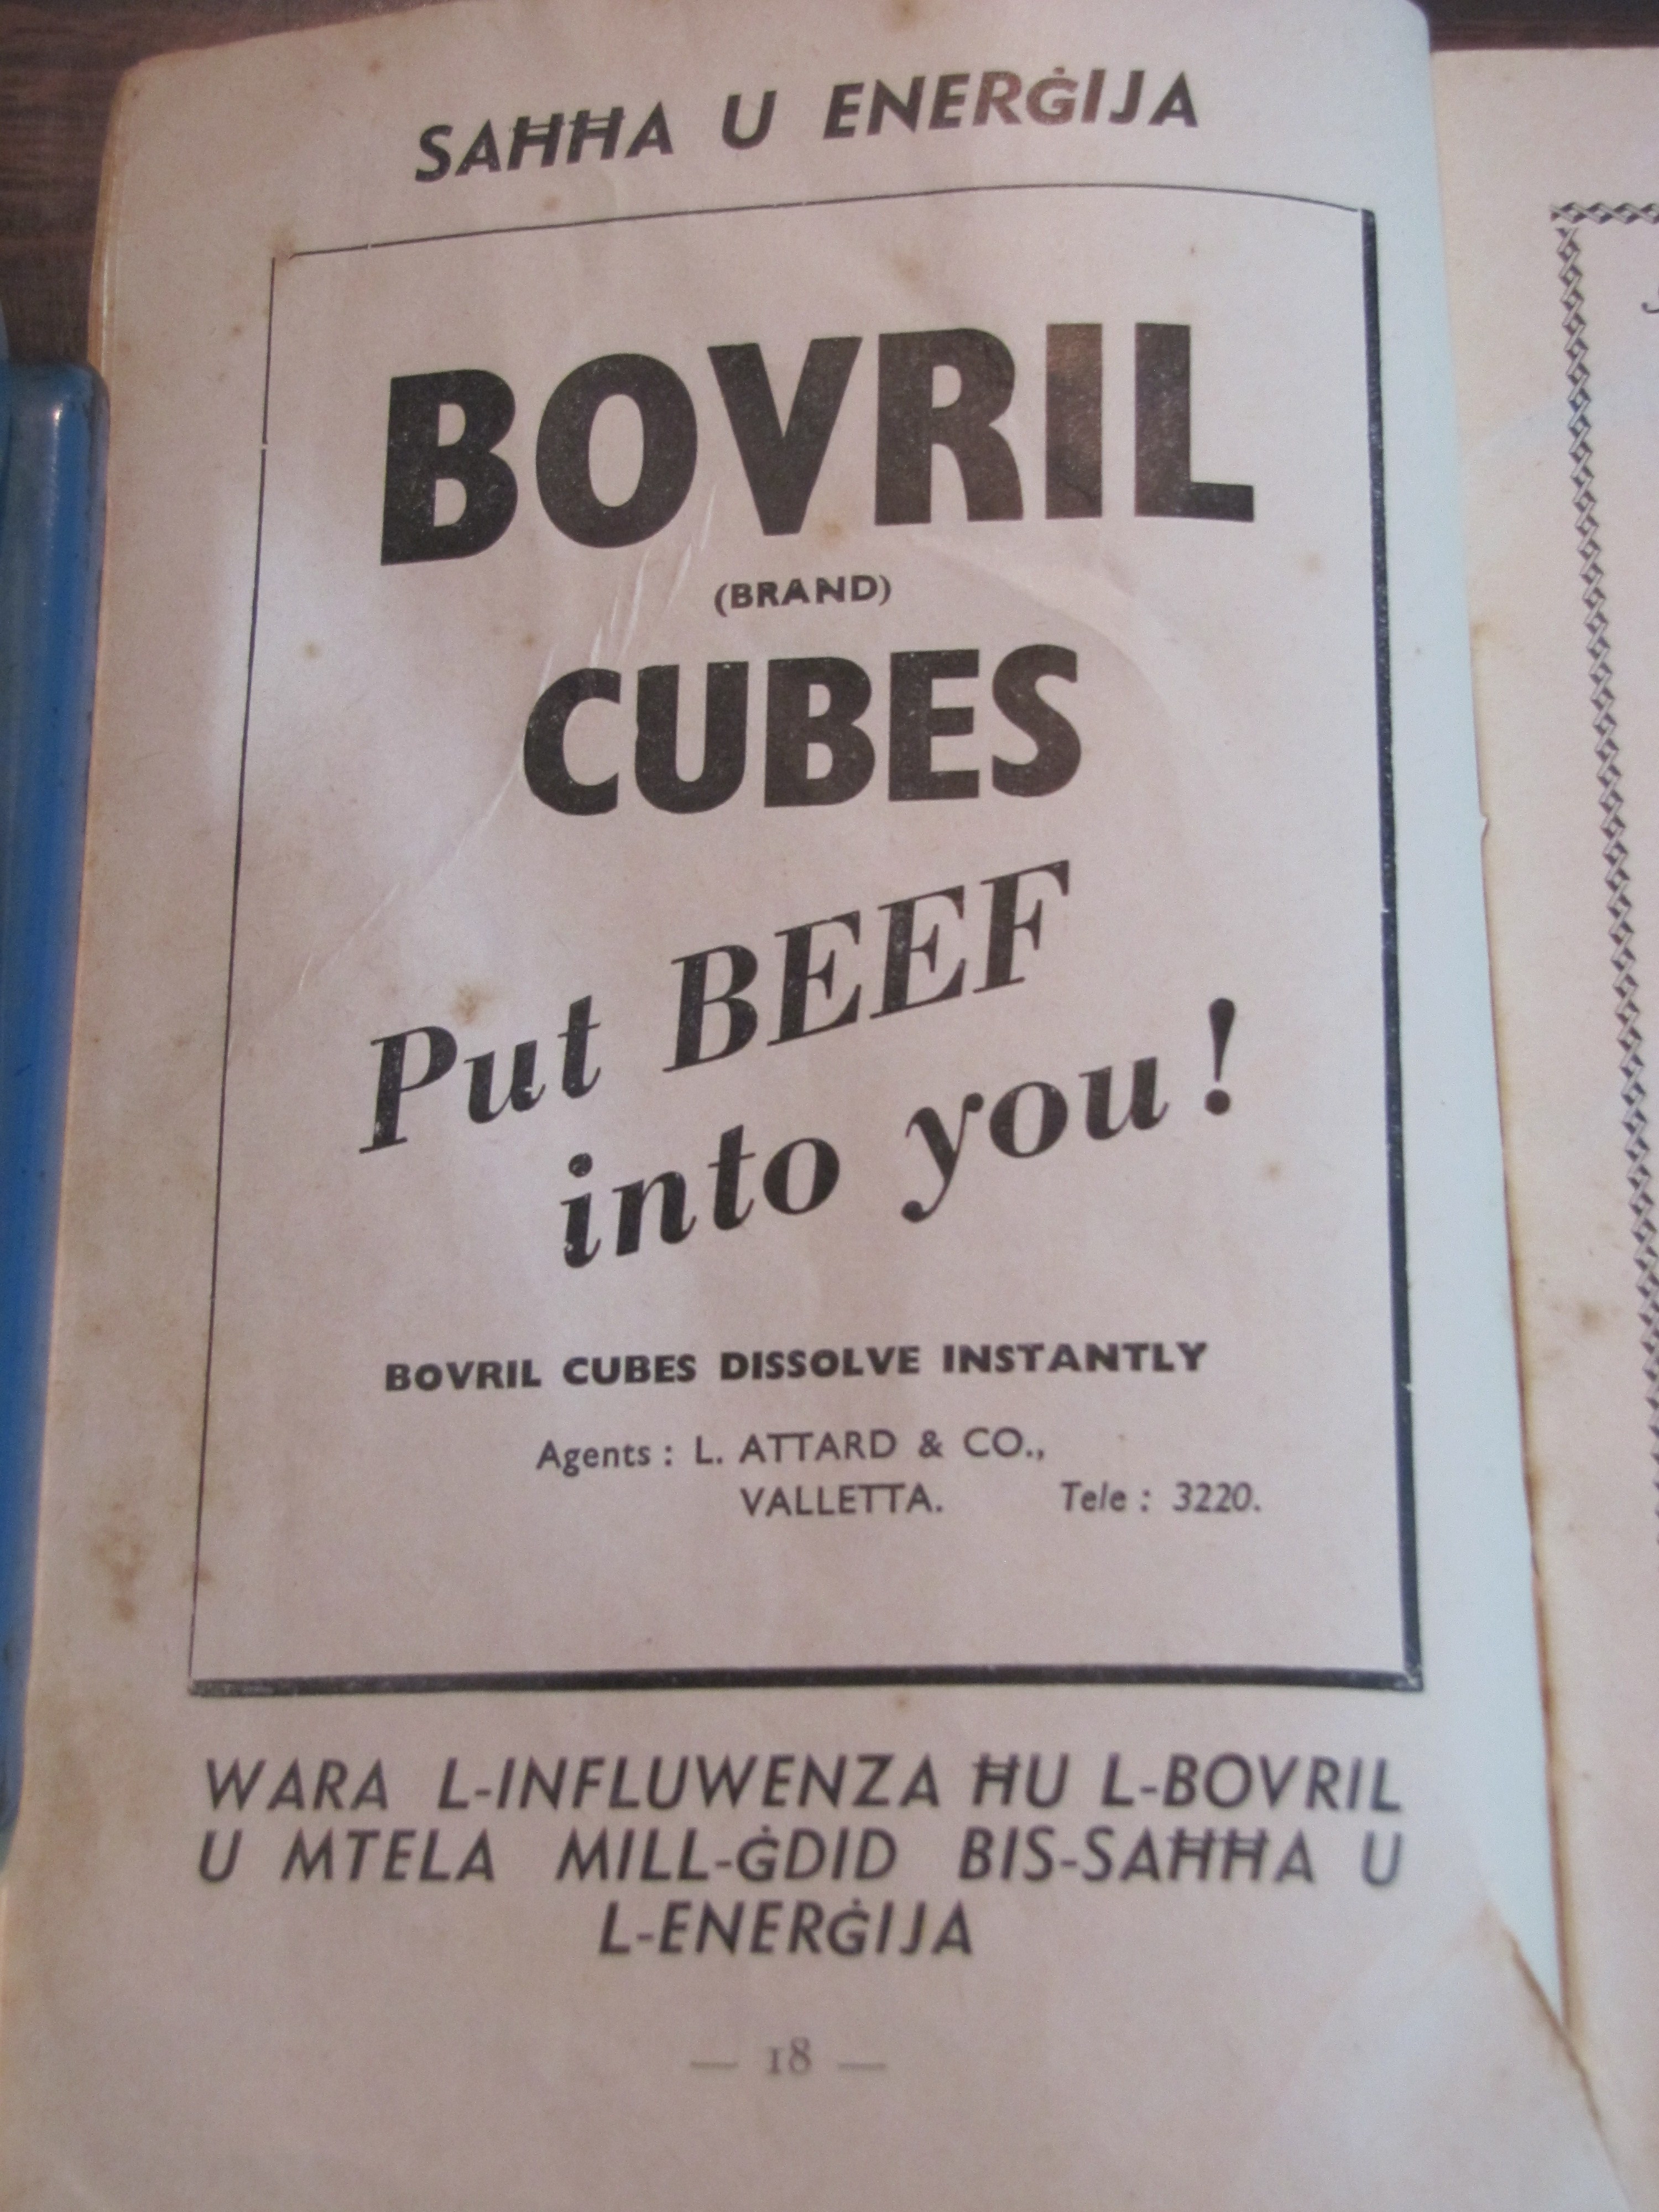 SAĦĦA U ENERĠIJA
BOVRIL
(BRAND)
CUBES
Put BEEF
into you!
BOVRIL CUBES DISSOLVE INSTANTLY
Agents : L. ATTARD & CO.,
VALLETTA. Tele : 3220.
WARA L-INFLUWENZA ĦU L-BOVRIL
U MTELA MILL-ĠDID BIS-SAĦĦA U
L-ENERĠIJA
— 18 —